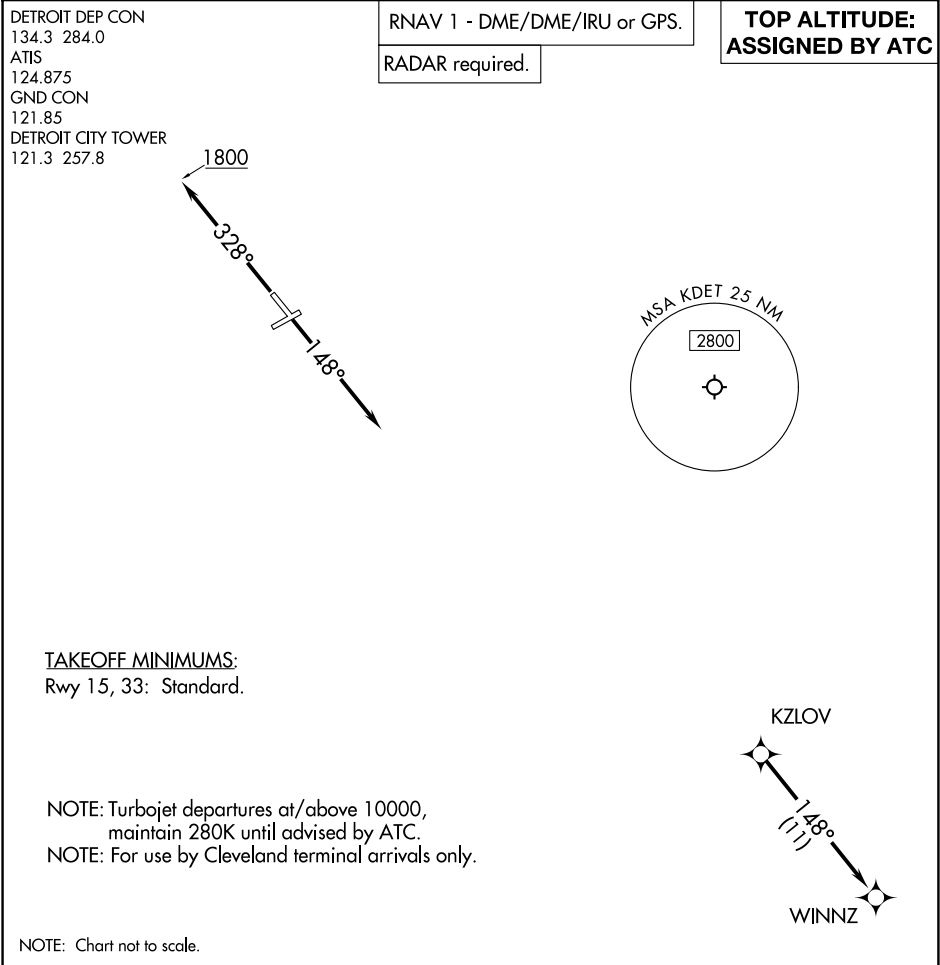 DETROIT DEP CON
134.3 284.0
ATIS
124.875
GND CON
121.85
DETROIT CITY TOWER
121.3 257.8
RNAV 1 - DME/DME/IRU or GPS.
RADAR required.
TOP ALTITUDE:
ASSIGNED BY ATC
1800
328°
148°
MSA KDET 25 NM
2800
TAKEOFF MINIMUMS:
Rwy 15, 33: Standard.
NOTE: Turbojet departures at/above 10000,
maintain 280K until advised by ATC.
NOTE: For use by Cleveland terminal arrivals only.
KZLOV
148°
(11)
WINNZ
NOTE: Chart not to scale.